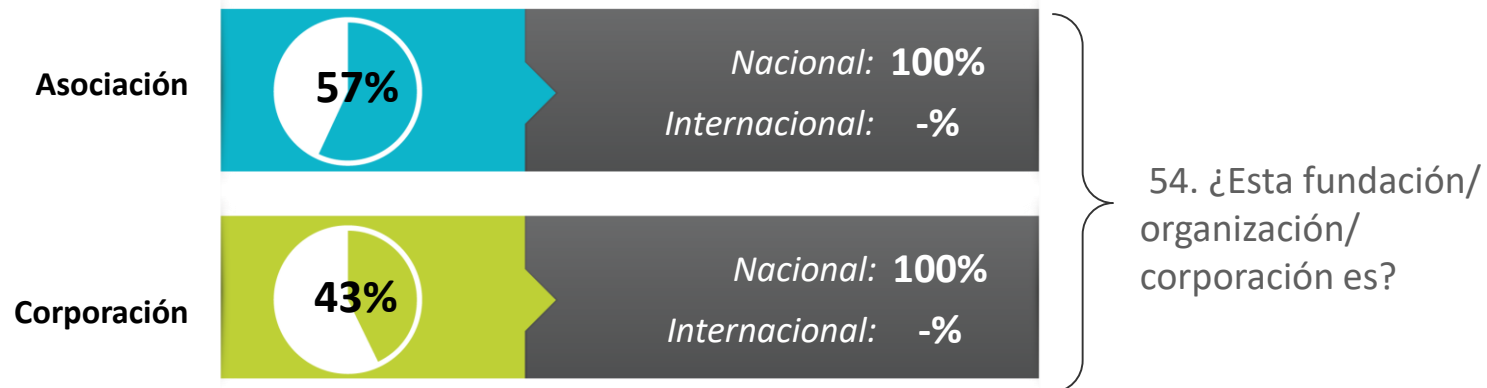 Asociación
57%
Nacional: 100%
Internacional: -%
Corporación
43%
Nacional: 100%
Internacional: -%
54. ¿Esta fundación/
organización/
corporación es?